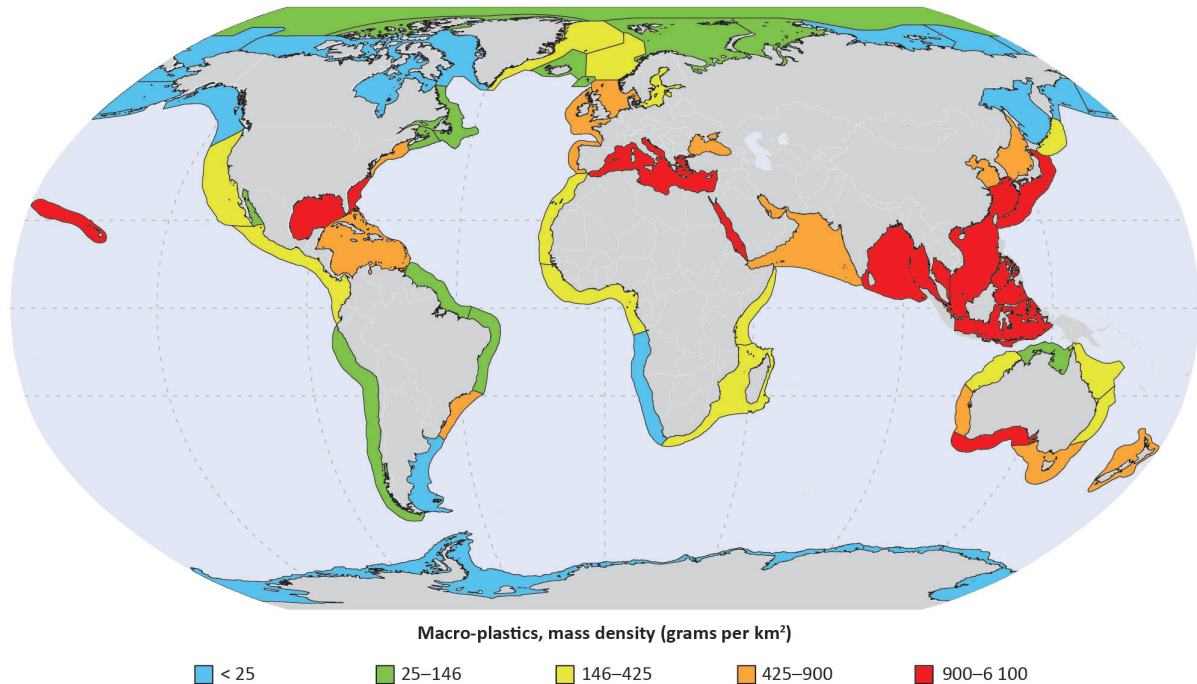 Macro-plastics, mass density (grams per km²)
< 25 25–146 146–425 425–900 900–6 100